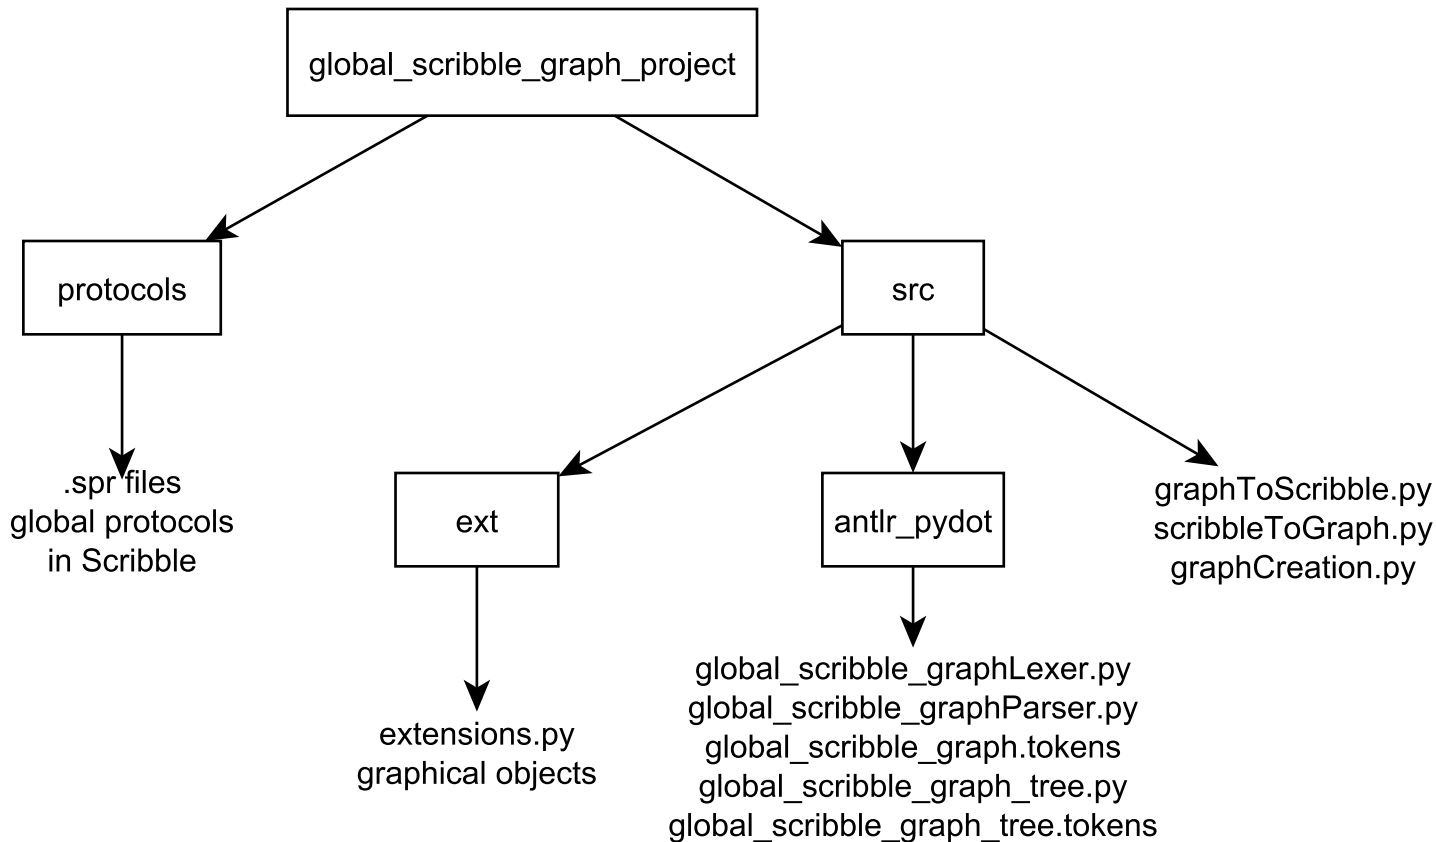 global_scribble_graph_project
protocols
src
.spr files
global protocols
in Scribble
ext
antlr_pydot
graphToScribble.py
scribbleToGraph.py
graphCreation.py
extensions.py
graphical objects
global_scribble_graphLexer.py
global_scribble_graphParser.py
global_scribble_graph.tokens
global_scribble_graph_tree.py
global_scribble_graph_tree.tokens